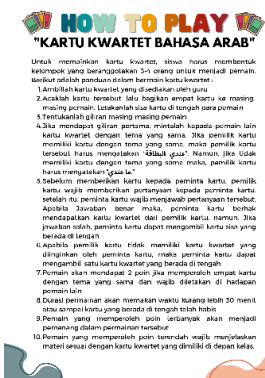 HOW TO PLAY
"KARTU KWARTET BAHASA ARAB"
Untuk memainkan kartu kwartet, siswa harus membentuk
kelompok yang beranggotakan 3-4 orang untuk menjadi pemain.
Berikut adalah panduan dalam bermain kartu kwartet :
1. Ambillah kartu kwartet yang disediakan oleh guru
2. Acaklah kartu tersebut lalu bagikan empat kartu ke masing
masing pemain. Letakanlah sisa kartu di tengah para pemain
3. Tentukanlah giliran masing masing pemain
4. Jika mendapat giliran pertama, mintalah kepada pemain lain
kartu kwartet dengan tema yang sama. Jika pemilik kartu
memiliki kartu dengan tema yang sama, maka pemilik kartu
tersebut harus mengatakan "عندي البطاقة". Namun, jika tidak
memiliki kartu dengan tema yang sama maka, pemilik kartu
harus mengatakan "ما عندي"
5. Sebelum memberikan kartu kepada peminta kartu, pemilik
kartu wajib memberikan pertanyaan kepada peminta kartu,
setelah itu, peminta kartu wajib menjawab pertanyaan tersebut.
Apabila Jawaban benar maka, peminta kartu berhak
mendapatkan kartu kwartet dari pemilik kartu. namun, Jika
jawaban salah, peminta kartu dapat mengambil kartu sisa yang
berada di tengah
6. Apabila pemilik kartu tidak memiliki kartu kwartet yang
diinginkan oleh peminta kartu, maka perminta kartu dapat
mengambil satu kartu kwartet yang berada di tengah
7. Pemain akan mendapat 2 poin jika memperoleh empat kartu
dengan tema yang sama dan wajib diletakan di hadapan
pemain lain
8. Durasi permainan akan memakan waktu kurang lebih 30 menit
atau sampai kartu yang berada di tengah telah habis
9. Pemain yang memperoleh poin terbanyak akan menjadi
pemenang dalam permainan tersebut
10. Pemain yang memperoleh poin terendah wajib menjelaskan
materi sesuai dengan kartu kwartet yang dimiliki di depan kelas.